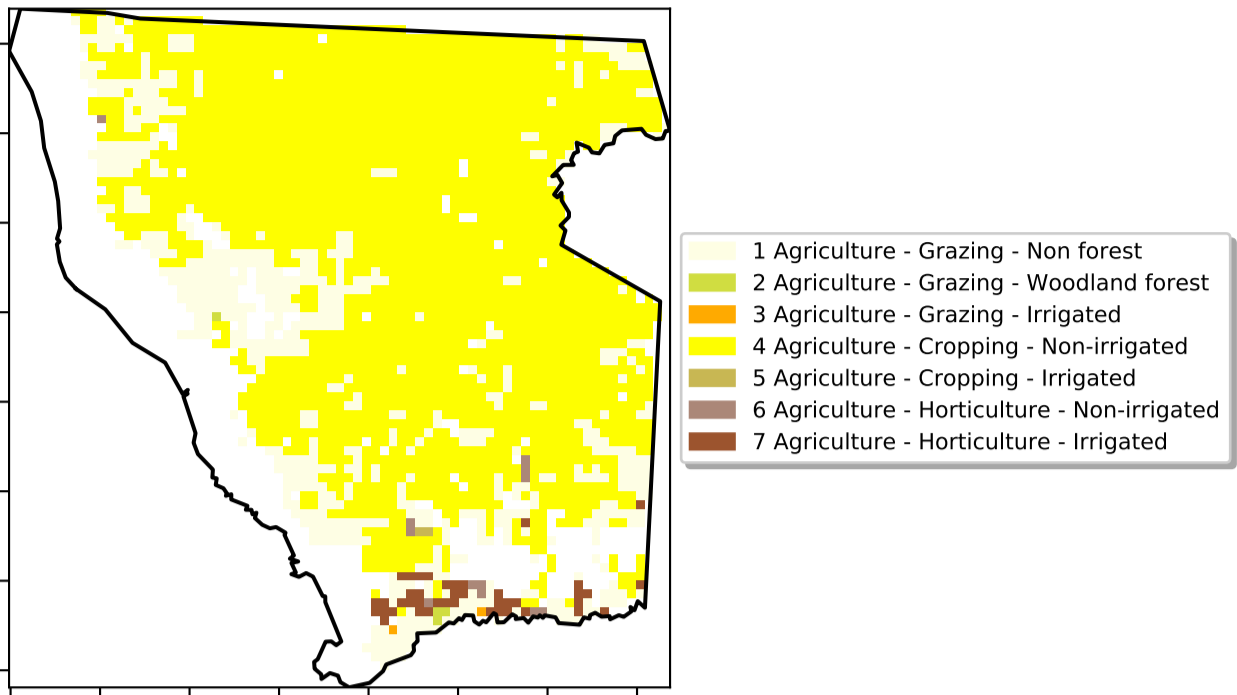 1 Agriculture - Grazing - Non forest
2 Agriculture - Grazing - Woodland forest
3 Agriculture - Grazing - Irrigated
4 Agriculture - Cropping - Non-irrigated
5 Agriculture - Cropping - Irrigated
6 Agriculture - Horticulture - Non-irrigated
7 Agriculture - Horticulture - Irrigated